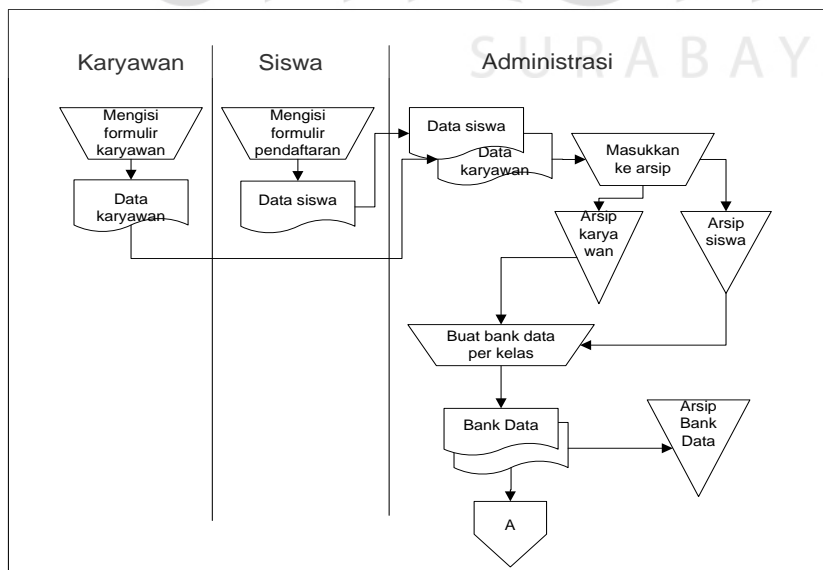 SURABAY
Karyawan
Siswa
Administrasi
Mengisi
formulir
karyawan
Data
karyawan
Mengisi
formulir
pendaftaran
Data siswa
Data siswa
Data
karyawan
Masukkan
ke arsip
Arsip
karya
wan
Arsip
siswa
Buat bank data
per kelas
Bank Data
Arsip
Bank
Data
A